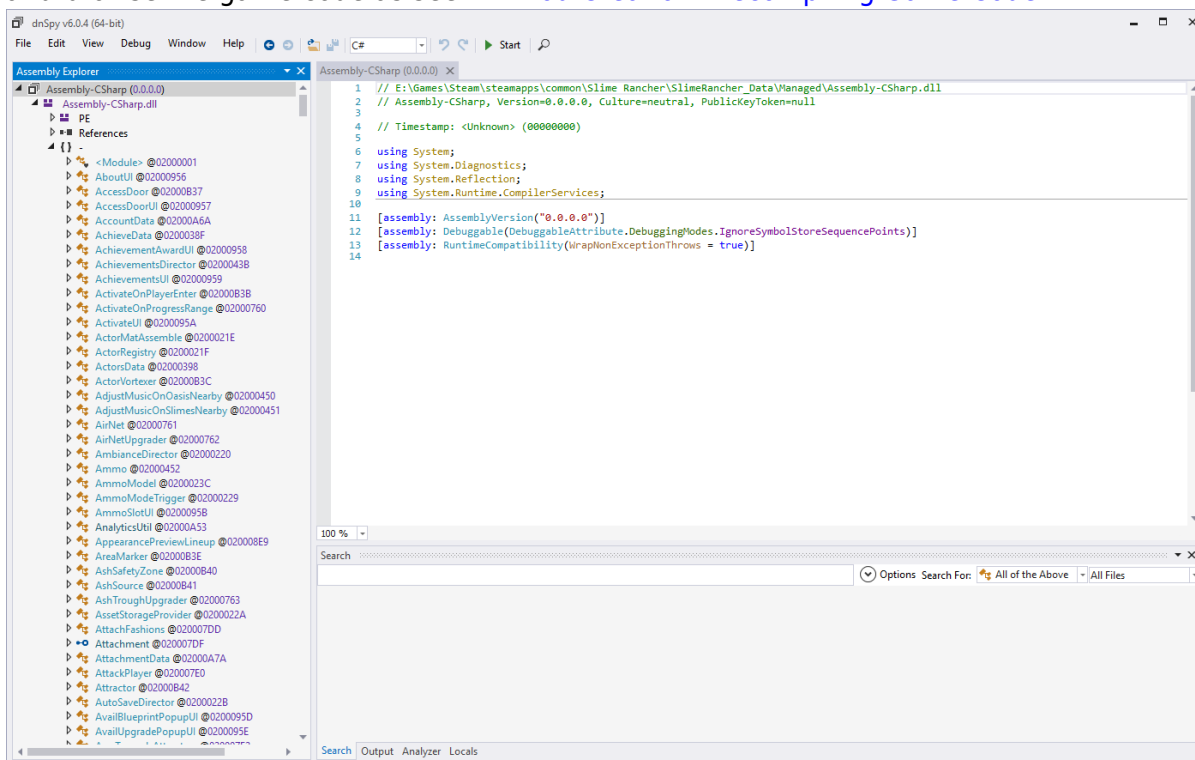 dnSpy v6.0.4 (64-bit)
File Edit View Debug Window Help C# Start
Assembly Explorer
Assembly-CSharp (0.0.0.0)
Assembly-CSharp.dll
PE
References
{} -
<Module> @02000001
AboutUI @02000956
AccessDoor @02000B37
AccessDoorUI @02000957
AccountData @02000A6A
AchieveData @0200038F
AchievementAwardUI @02000958
AchievementsDirector @0200043B
AchievementsUI @02000959
ActivateOnPlayerEnter @02000B3B
ActivateOnProgressRange @02000760
ActivateUI @0200095A
ActorMatAssemble @0200021E
ActorRegistry @0200021F
ActorsData @02000398
ActorVortexer @02000B3C
AdjustMusicOnOasisNearby @02000450
AdjustMusicOnSlimesNearby @02000451
AirNet @02000761
AirNetUpgrader @02000762
AmbianceDirector @02000220
Ammo @02000452
AmmoModel @0200023C
AmmoModeTrigger @02000229
AmmoSlotUI @0200095B
AnalyticsUtil @02000A53
AppearancePreviewLineup @020008E9
AreaMarker @02000B3E
AshSafetyZone @02000B40
AshSource @02000B41
AshTroughUpgrader @02000763
AssetStorageProvider @0200022A
AttachFashions @020007DD
Attachment @020007DF
AttachmentData @02000A7A
AttackPlayer @020007E0
Attractor @02000B42
AutoSaveDirector @0200022B
AvailBlueprintPopupUI @0200095D
AvailUpgradePopupUI @0200095E
Assembly-CSharp (0.0.0.0)
1 // E:\Games\Steam\steamapps\common\Slime Rancher\SlimeRancher_Data\Managed\Assembly-CSharp.dll
2 // Assembly-CSharp, Version=0.0.0.0, Culture=neutral, PublicKeyToken=null
3
4 // Timestamp: <Unknown> (00000000)
5
6 using System;
7 using System.Diagnostics;
8 using System.Reflection;
9 using System.Runtime.CompilerServices;
10
11 [assembly: AssemblyVersion("0.0.0.0")]
12 [assembly: Debuggable(DebuggableAttribute.DebuggingModes.IgnoreSymbolStoreSequencePoints)]
13 [assembly: RuntimeCompatibility(WrapNonExceptionThrows = true)]
14
100 %
Search
Options Search For: All of the Above All Files
Search Output Analyzer Locals